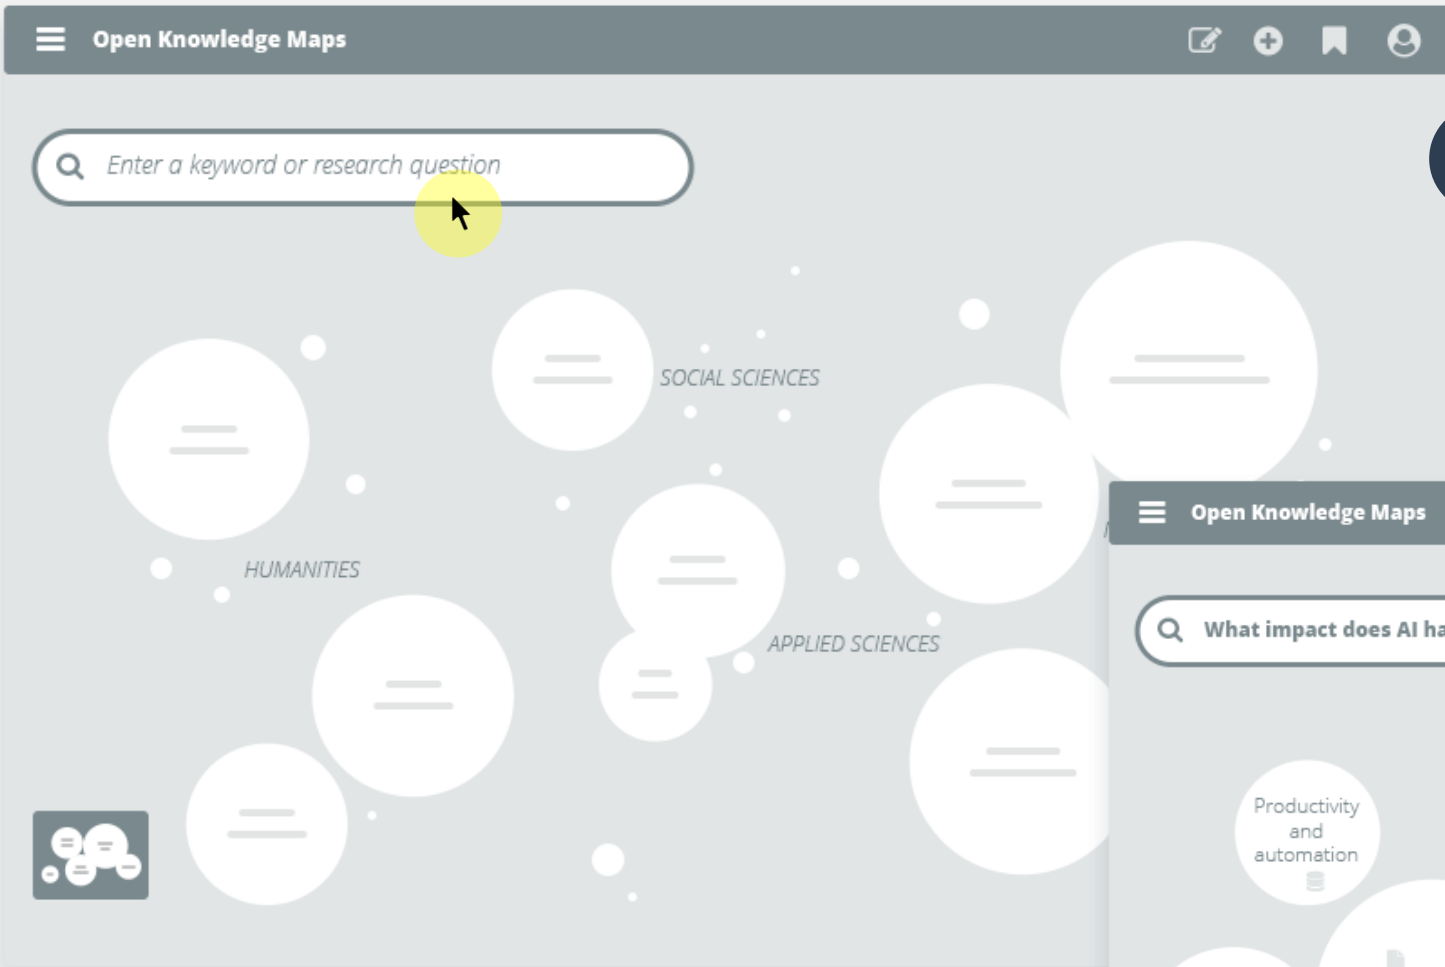 Open Knowledge Maps
Enter a keyword or research question
SOCIAL SCIENCES
HUMANITIES
APPLIED SCIENCES
Open Knowledge Maps
What impact does AI ha
Productivity
and
automation